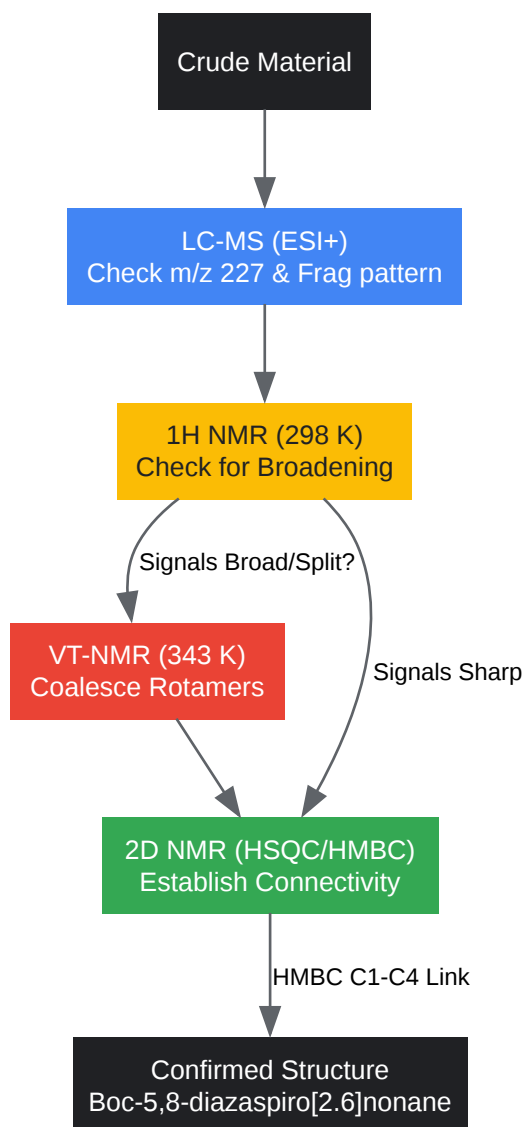 Crude Material
LC-MS (ESI+)
Check m/z 227 & Frag pattern
1H NMR (298 K)
Check for Broadening
Signals Broad/Split?
VT-NMR (343 K)
Coalesce Rotamers
Signals Sharp
2D NMR (HSQC/HMBC)
Establish Connectivity
HMBC C1-C4 Link
Confirmed Structure
Boc-5,8-diazaspiro[2.6]nonane